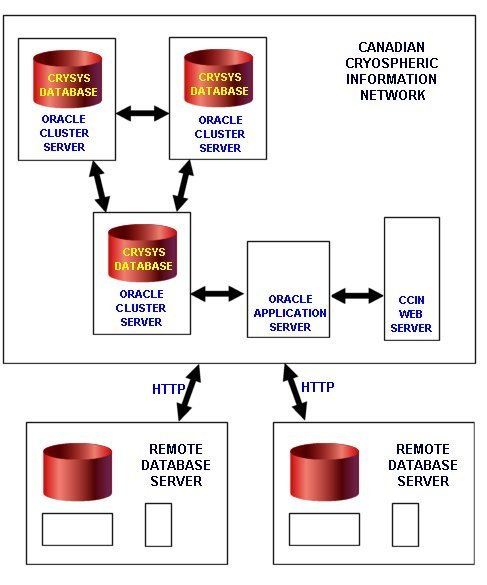 CANADIAN
CRYOSPHERIC
INFORMATION
NETWORK
CRYSYS
DATABASE
ORACLE
CLUSTER
SERVER
CRYSYS
DATABASE
ORACLE
CLUSTER
SERVER
CRYSYS
DATABASE
ORACLE
CLUSTER
SERVER
ORACLE
APPLICATION
SERVER
CCIN
WEB
SERVER
HTTP
HTTP
REMOTE
DATABASE
SERVER
REMOTE
DATABASE
SERVER